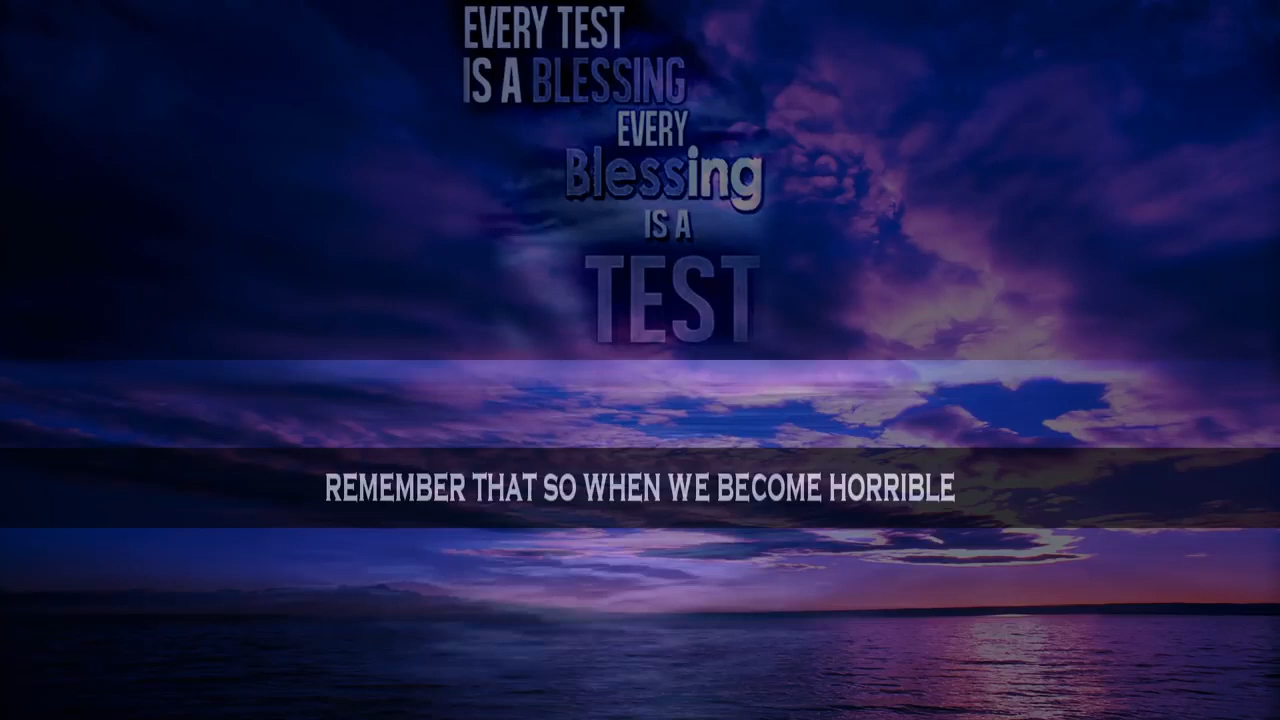 EVERY TEST
IS A BLESSING
EVERY
Blessing
IS A
TEST
REMEMBER THAT SO WHEN WE BECOME HORRIBLE